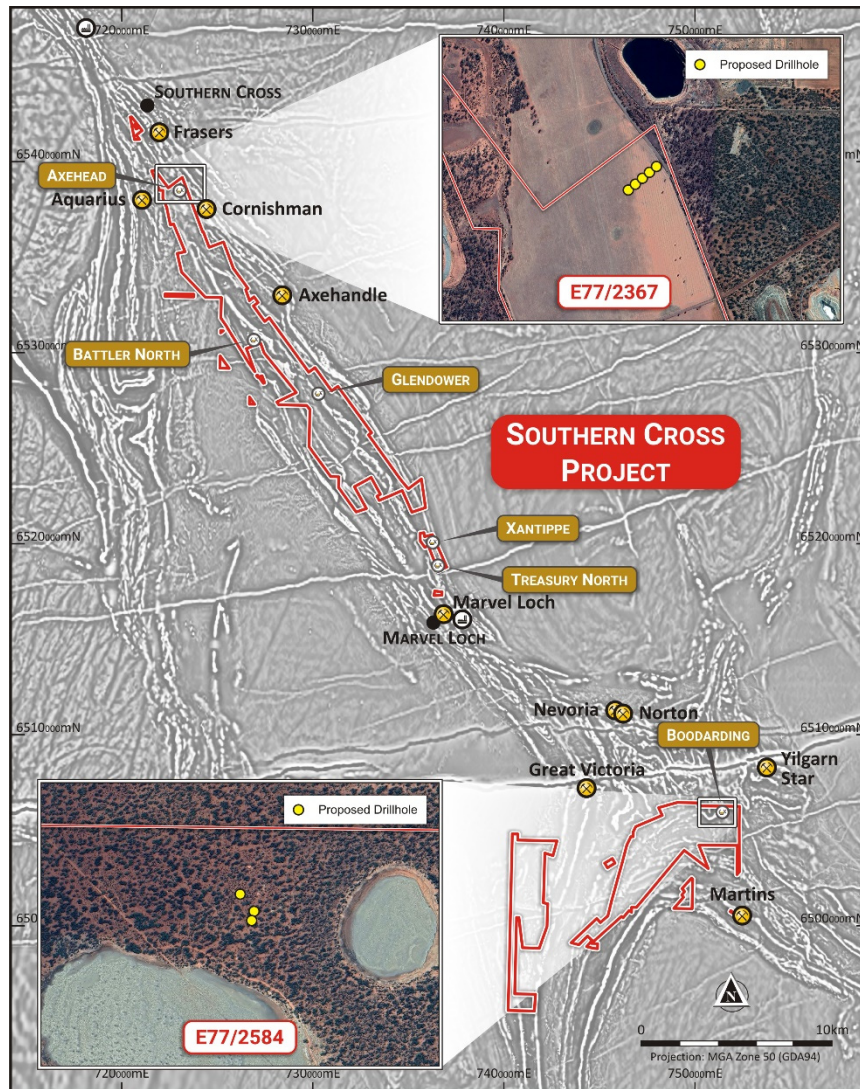 720000mE
730000mE
740000mE
750000mE
Proposed Drillhole
SOUTHERN CROSS
Frasers
6540000mN
AXEHEAD
Aquarius
Cornishman
E77/2367
Axehandle
BATTLER NORTH
6530000mN
6530000mN
GLENDOWER
SOUTHERN CROSS
PROJECT
XANTIPPE
6520000mN
6520000mN
TREASURY NORTH
Marvel Loch
MARVEL LOCH
Nevoria
Norton
6510000mN
6510000mN
BOODARDING
Great Victoria
Yilgarn
Star
Proposed Drillhole
Martins
6500000mN
N
E77/2584
0
10km
Projection: MGA Zone 50 (GDA94)
720000mE
730000mE
740000mE
750000mE